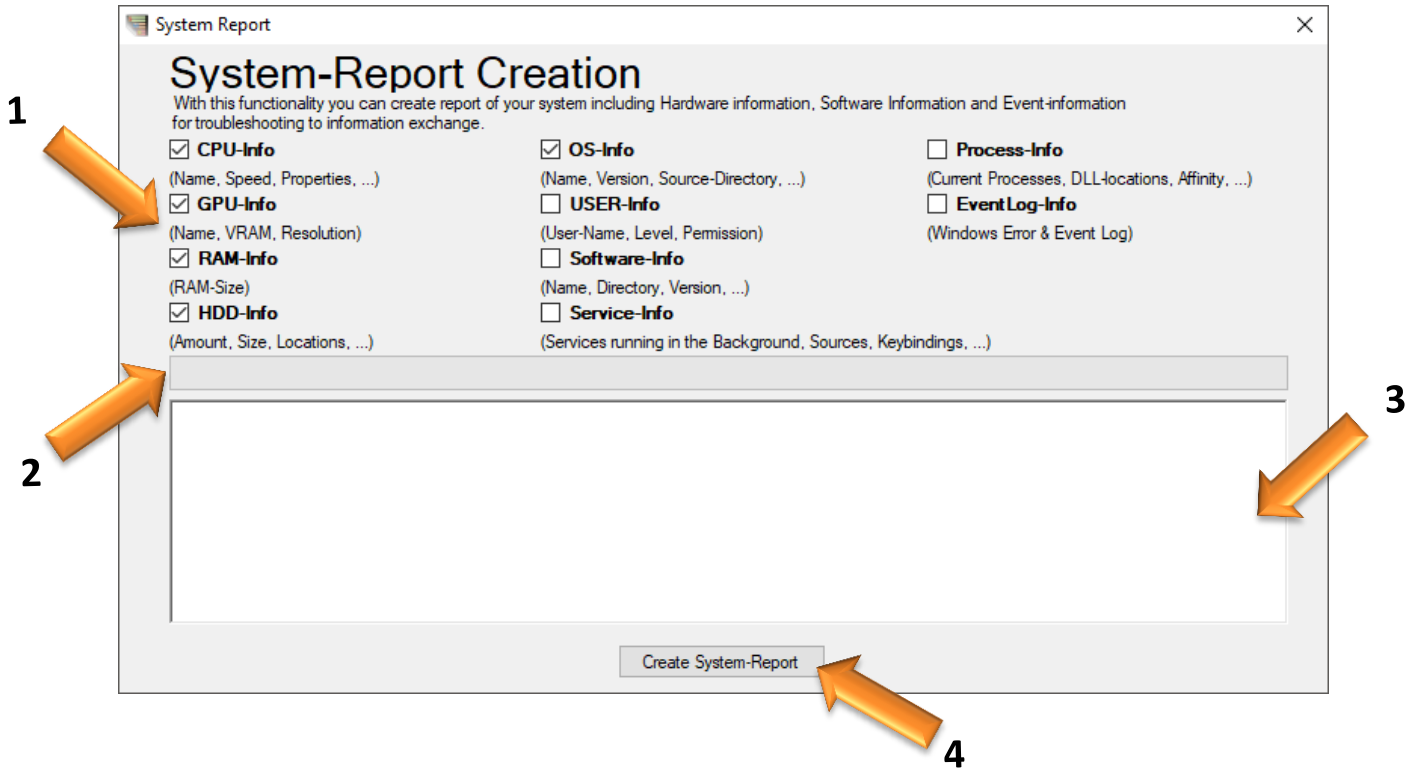 System Report
System-Report Creation
With this functionality you can create report of your system including Hardware information, Software Information and Event-information
for troubleshooting to information exchange.
1
CPU-Info
OS-Info
Process-Info
(Name, Speed, Properties, ...)
(Name, Version, Source-Directory, ...)
(Current Processes, DLL-locations, Affinity, ...)
GPU-Info
USER-Info
EventLog-Info
(Name, VRAM, Resolution)
(User-Name, Level, Permission)
(Windows Error & Event Log)
RAM-Info
Software-Info
(RAM-Size)
(Name, Directory, Version, ...)
HDD-Info
Service-Info
(Amount, Size, Locations, ...)
(Services running in the Background, Sources, Keybindings, ...)
2
3
Create System-Report
4